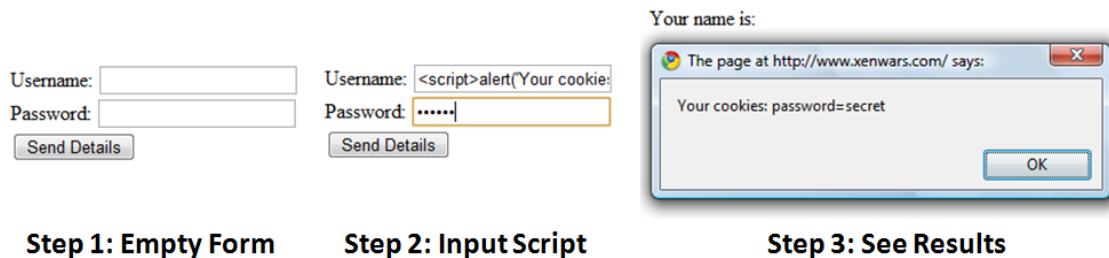 Username:
Password:
Send Details
Step 1: Empty Form
Username: <script>alert('Your cookies
Password: ••••••
Send Details
Step 2: Input Script
Your name is:
The page at http://www.xenwars.com/ says:
Your cookies: password=secret
OK
Step 3: See Results